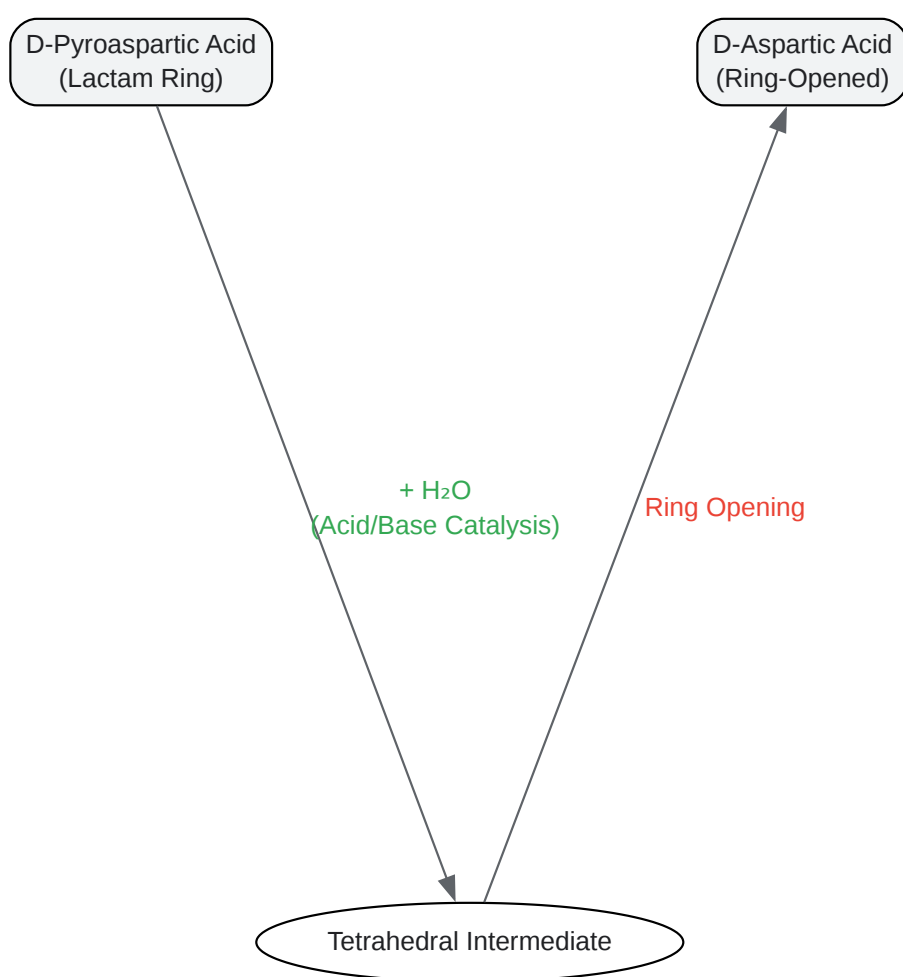 D-Pyroaspartic Acid
(Lactam Ring)
D-Aspartic Acid
(Ring-Opened)
+ H₂O
(Acid/Base Catalysis)
Ring Opening
Tetrahedral Intermediate